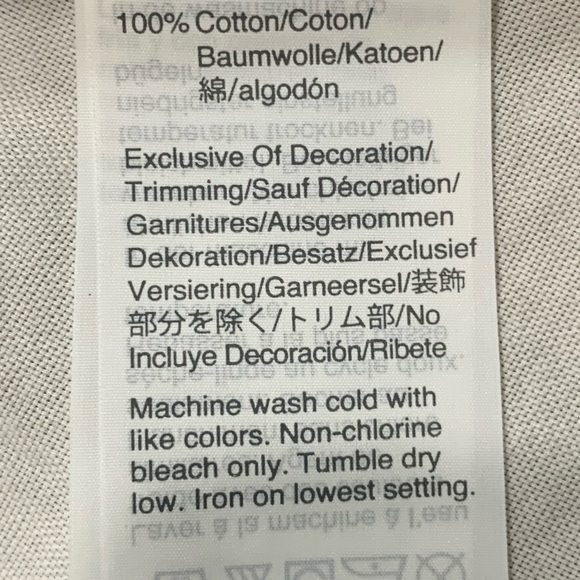 100% Cotton/Coton/
Baumwolle/Katoen/
綿/algodón
Exclusive Of Decoration/
Trimming/Sauf Décoration/
Garnitures/Ausgenommen
Dekoration/Besatz/Exclusief
Versiering/Garneersel/装飾
部分を除く/トリム部/No
Incluye Decoración/Ribete
Machine wash cold with
like colors. Non-chlorine
bleach only. Tumble dry
low. Iron on lowest setting.